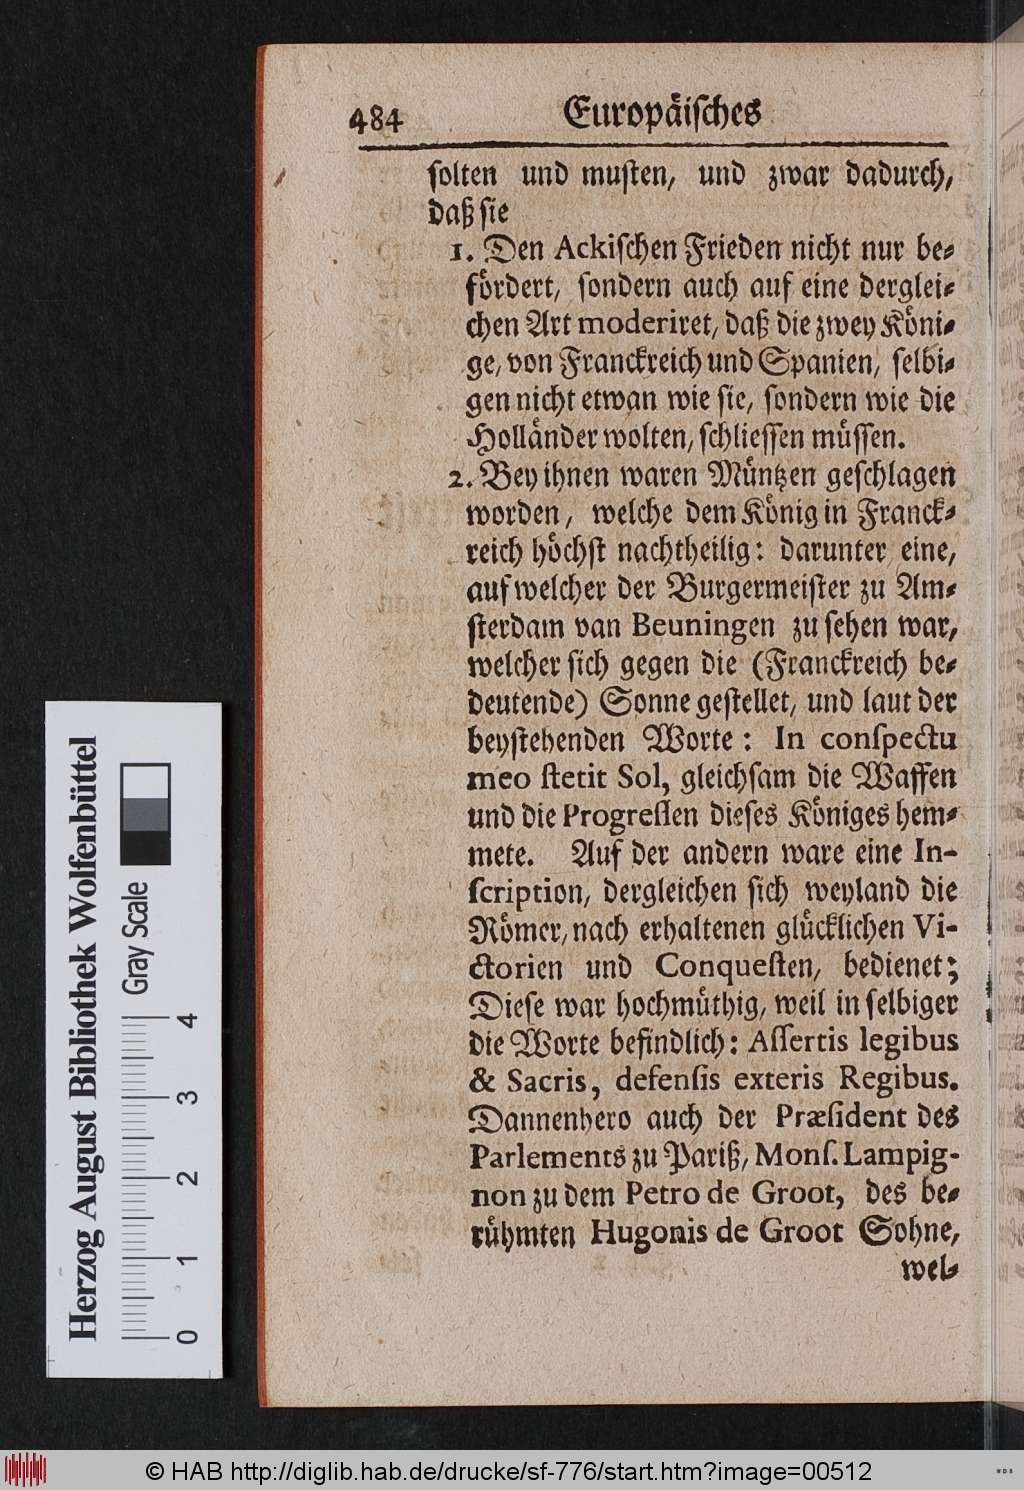 484 Europäiſches
ſolten und muſten, und zwar dadurch,
daß ſie
1. Den Ackiſchen Frieden nicht nur be-
fördert, ſondern auch auf eine derglei-
chen Art moderiret, daß die zwey Köni-
ge, von Franckreich und Spanien, ſelbi-
gen nicht etwan wie ſie, ſondern wie die
Holländer wolten, ſchlieſſen müſſen.
2. Bey ihnen waren Müntzen geſchlagen
worden, welche dem König in Franck-
reich höchſt nachtheilig: darunter eine,
auf welcher der Burgermeiſter zu Am-
ſterdam van Beuningen zu ſehen war,
welcher ſich gegen die (Franckreich be-
deutende) Sonne geſtellet, und laut der
beyſtehenden Worte: In conſpectu
meo ſtetit Sol, gleichſam die Waffen
und die Progreſſen dieſes Königes hem-
mete. Auf der andern ware eine In-
ſcription, dergleichen ſich weyland die
Römer, nach erhaltenen glücklichen Vi-
ctorien und Conqueſten, bedienet;
Dieſe war hochmüthig, weil in ſelbiger
die Worte befindlich: Aſſertis legibus
& Sacris, defenſis exteris Regibus.
Dannenhero auch der Præſident des
Parlements zu Pariß, Monſ. Lampig-
non zu dem Petro de Groot, des be-
rühmten Hugonis de Groot Sohne,
wel-
Herzog August Bibliothek Wolfenbüttel
Gray Scale
0 1 2 3 4
© HAB http://diglib.hab.de/drucke/sf-776/start.htm?image=00512